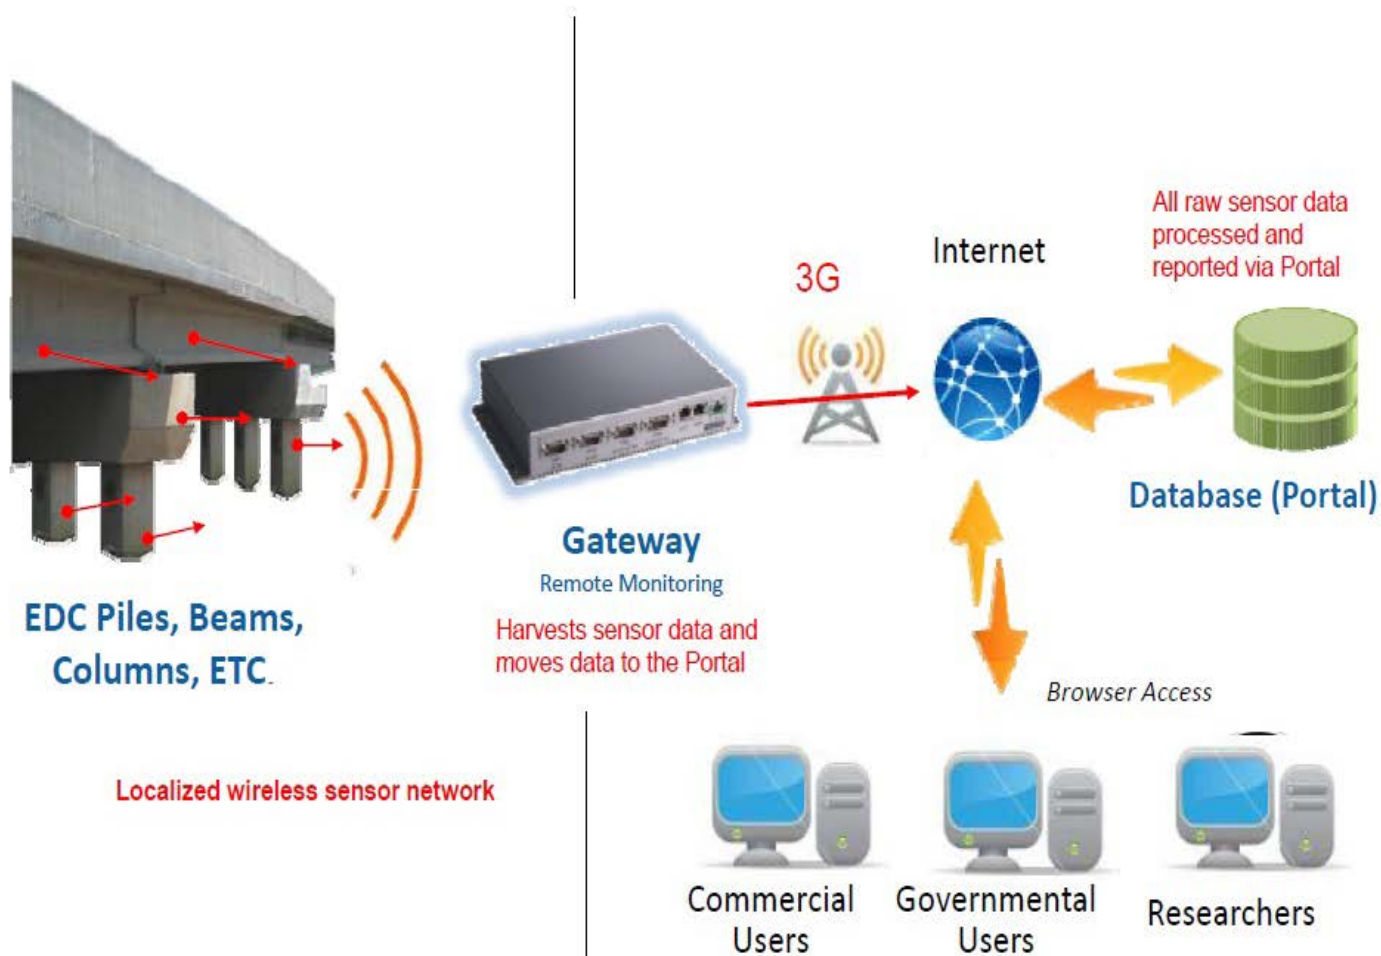 All raw sensor data
processed and
reported via Portal
Internet
3G
Database (Portal)
Gateway
Remote Monitoring
Harvests sensor data and
moves data to the Portal
EDC Piles, Beams,
Columns, ETC.
Browser Access
Localized wireless sensor network
Commercial
Users
Governmental
Users
Researchers